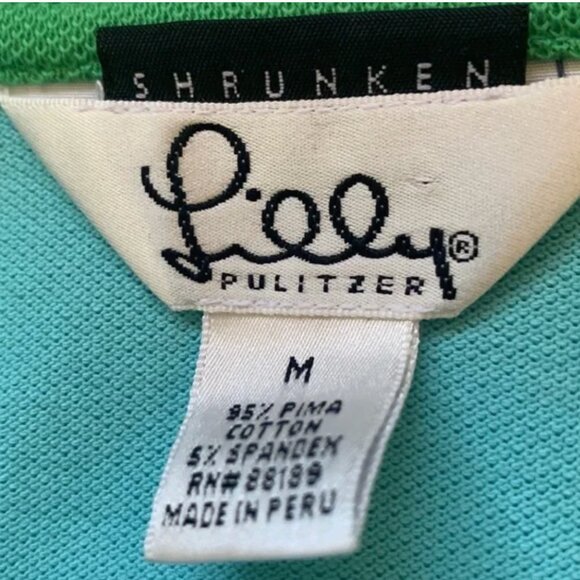 SHRUNKEN
Lilly®
PULITZER
M
95% PIMA
COTTON
5% SPANDEX
RN# 88199
MADE IN PERU